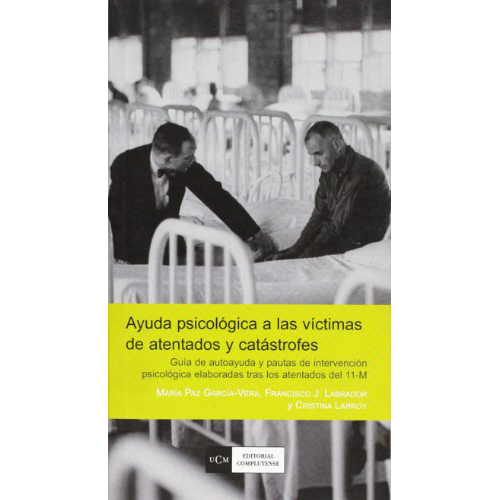 Ayuda psicológica a las víctimas
de atentados y catástrofes
Guía de autoayuda y pautas de intervención
psicológica elaboradas tras los atentados del 11-M
María Paz García-Vera, Francisco J. Labrador
y Cristina Larroy
UCM
EDITORIAL
COMPLUTENSE